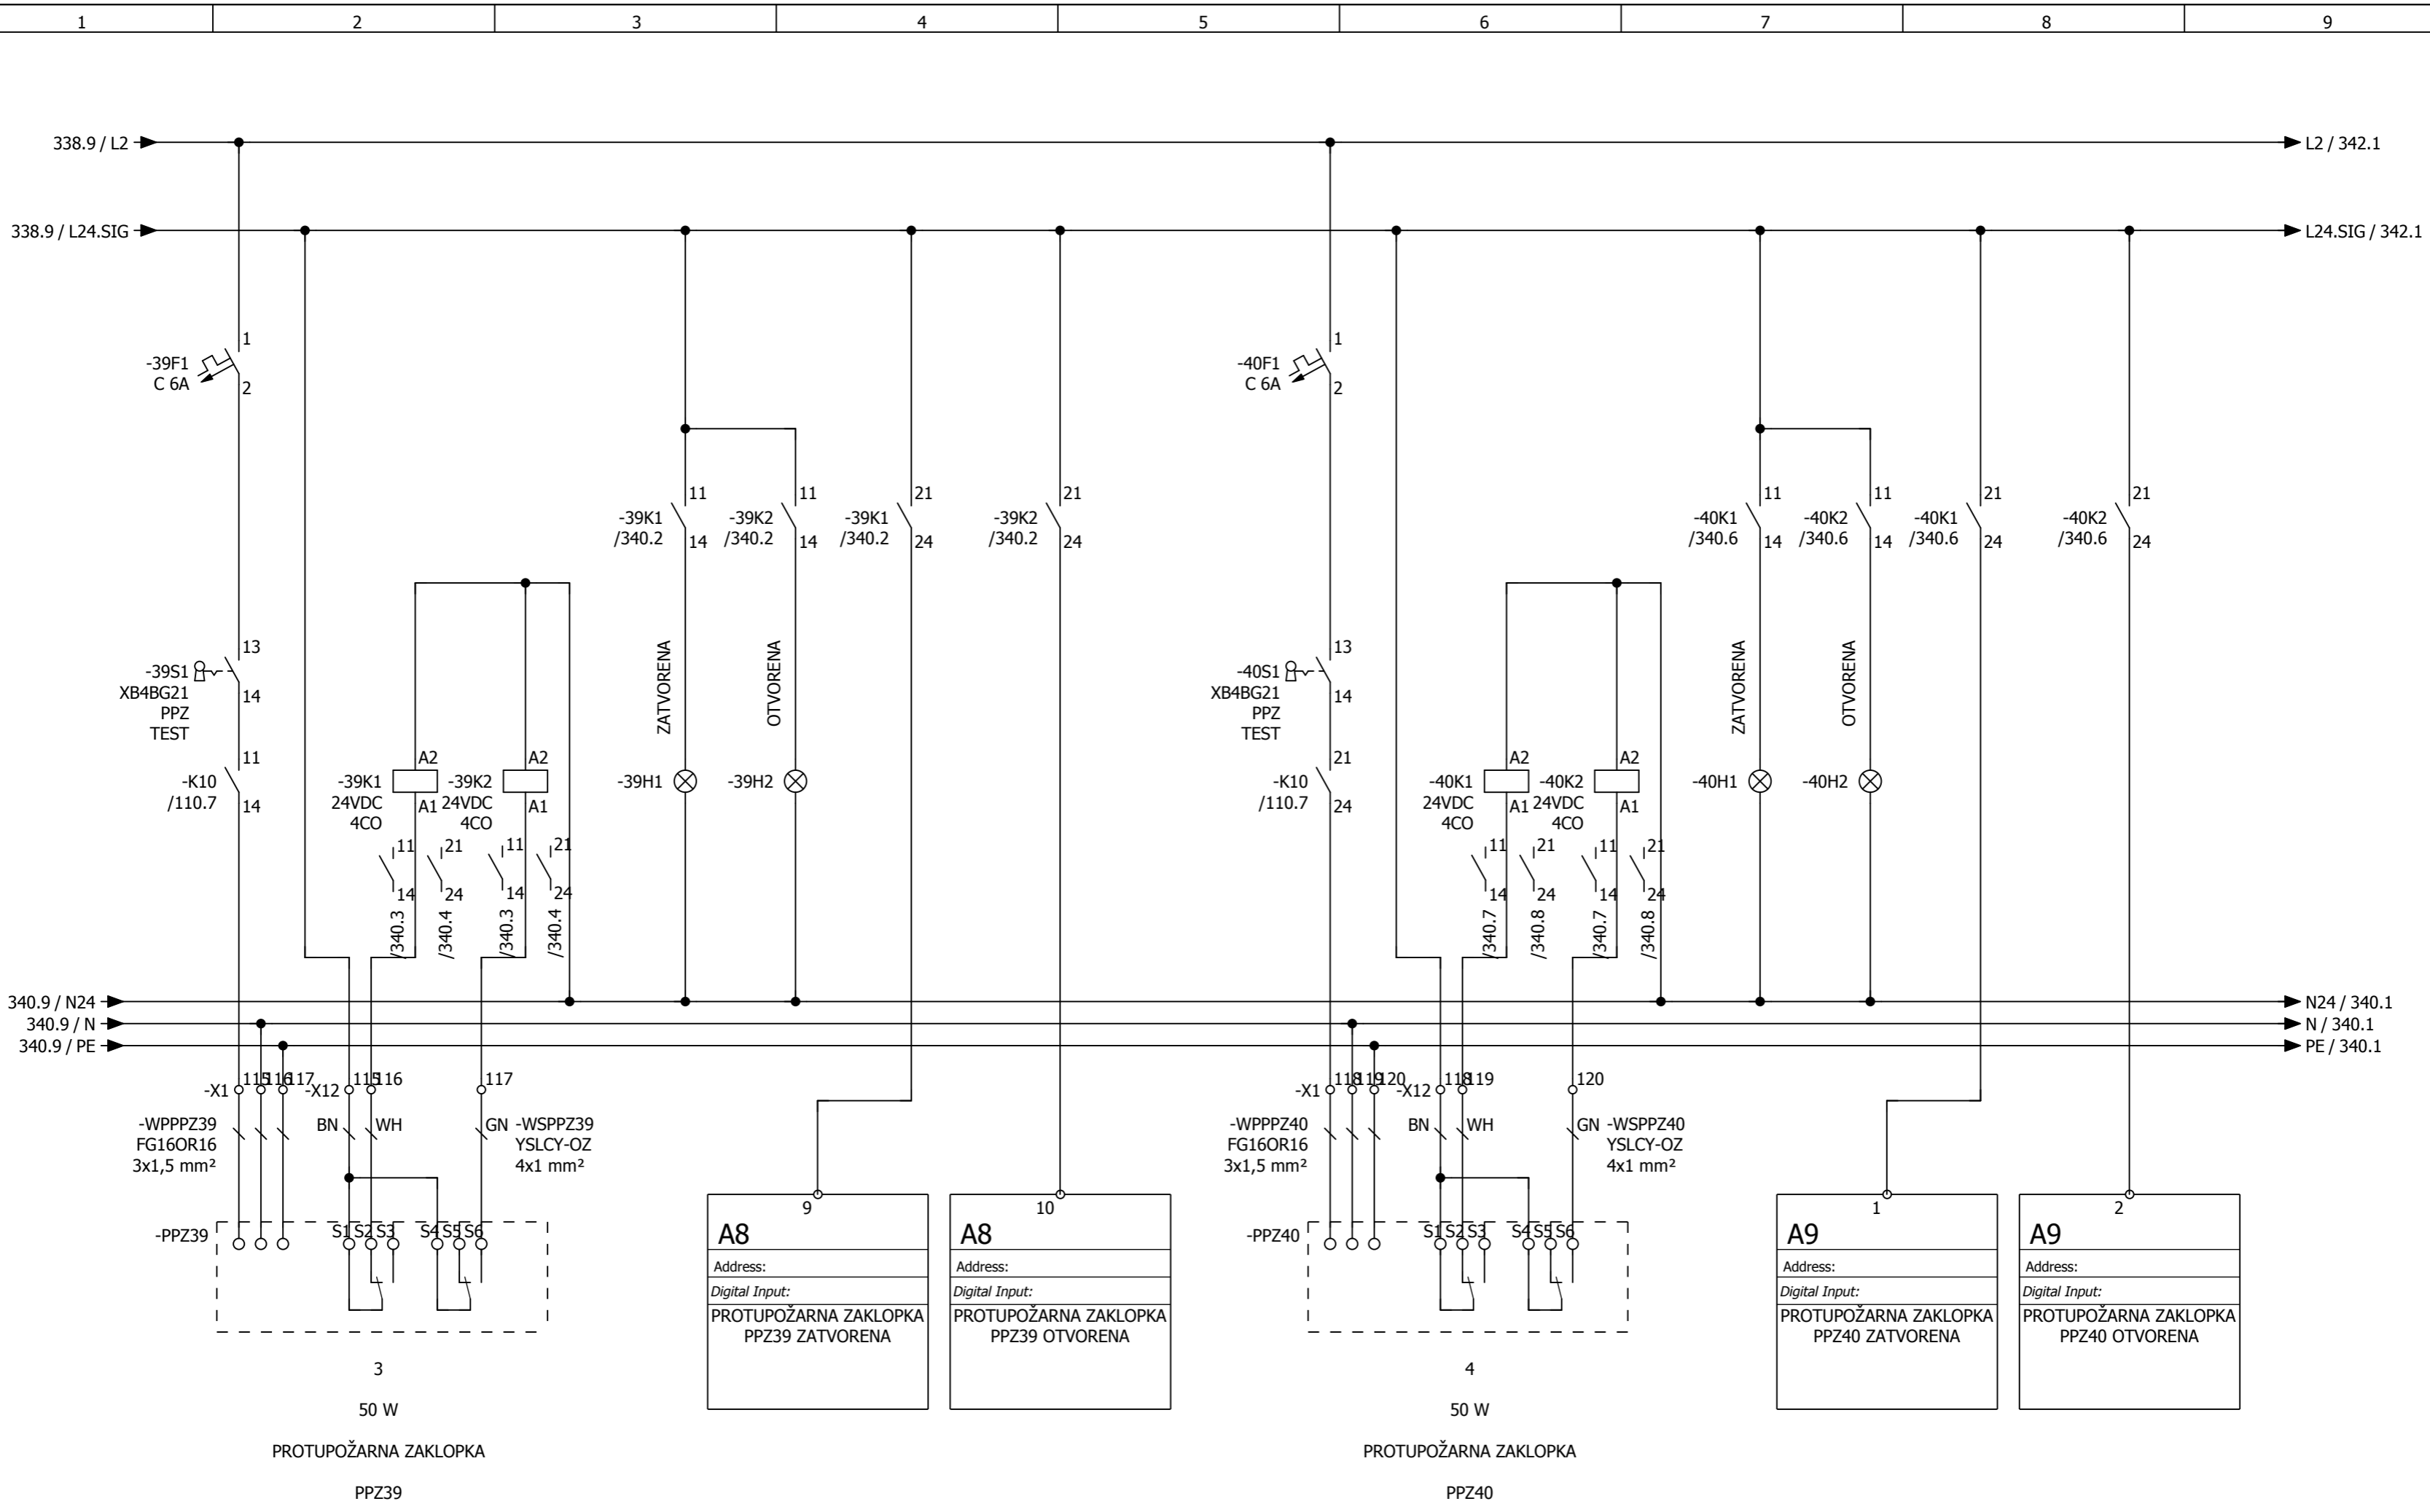 1 2 3 4 5 6 7 8 9
338.9 / L2
L2 / 342.1
338.9 / L24.SIG
L24.SIG / 342.1
1
-39F1
C 6A
2
1
-40F1
C 6A
2
11
-39K1
/340.2
14
11
-39K2
/340.2
14
21
-39K1
/340.2
24
21
-39K2
/340.2
24
11
-40K1
/340.6
14
11
-40K2
/340.6
14
21
-40K1
/340.6
24
21
-40K2
/340.6
24
13
-39S1
XB4BG21
14
PPZ
TEST
11
-K10
/110.7
14
A2
-39K1
24VDC
A1
4CO
A2
-39K2
24VDC
A1
4CO
11
14
/340.3
21
24
/340.4
11
14
/340.3
21
24
/340.4
ZATVORENA
-39H1
OTVORENA
-39H2
13
-40S1
XB4BG21
14
PPZ
TEST
21
-K10
/110.7
24
A2
-40K1
24VDC
A1
4CO
A2
-40K2
24VDC
A1
4CO
11
14
/340.7
21
24
/340.8
11
14
/340.7
21
24
/340.8
ZATVORENA
-40H1
OTVORENA
-40H2
340.9 / N24
N24 / 340.1
340.9 / N
N / 340.1
340.9 / PE
PE / 340.1
-X1 115 116 117
-X12 115 116 117
-WPPPZ39
FG16OR16
3x1,5 mm²
BN WH GN
-WSPPZ39
YSLCY-OZ
4x1 mm²
-PPZ39
S1 S2 S3 S4 S5 S6
3
50 W
PROTUPOŽARNA ZAKLOPKA
PPZ39
9
A8
Address:
Digital Input:
PROTUPOŽARNA ZAKLOPKA
PPZ39 ZATVORENA
10
A8
Address:
Digital Input:
PROTUPOŽARNA ZAKLOPKA
PPZ39 OTVORENA
-X1 118 119 120
-X12 118 119 120
-WPPPZ40
FG16OR16
3x1,5 mm²
BN WH GN
-WSPPZ40
YSLCY-OZ
4x1 mm²
-PPZ40
S1 S2 S3 S4 S5 S6
4
50 W
PROTUPOŽARNA ZAKLOPKA
PPZ40
1
A9
Address:
Digital Input:
PROTUPOŽARNA ZAKLOPKA
PPZ40 ZATVORENA
2
A9
Address:
Digital Input:
PROTUPOŽARNA ZAKLOPKA
PPZ40 OTVORENA